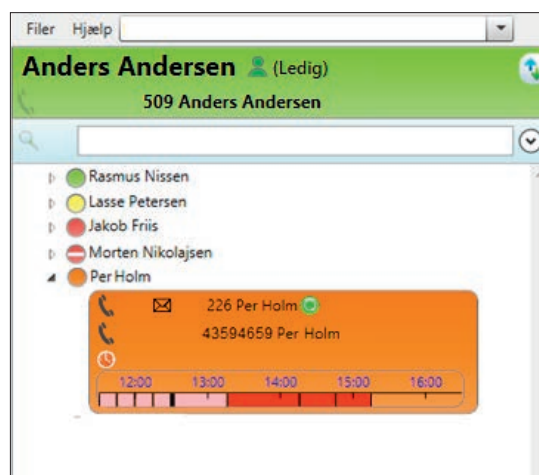 Filer Hjælp
Anders Andersen (Ledig)
509 Anders Andersen
Rasmus Nissen
Lasse Petersen
Jakob Friis
Morten Nikolajsen
Per Holm
226 Per Holm
43594659 Per Holm
12:00 13:00 14:00 15:00 16:00